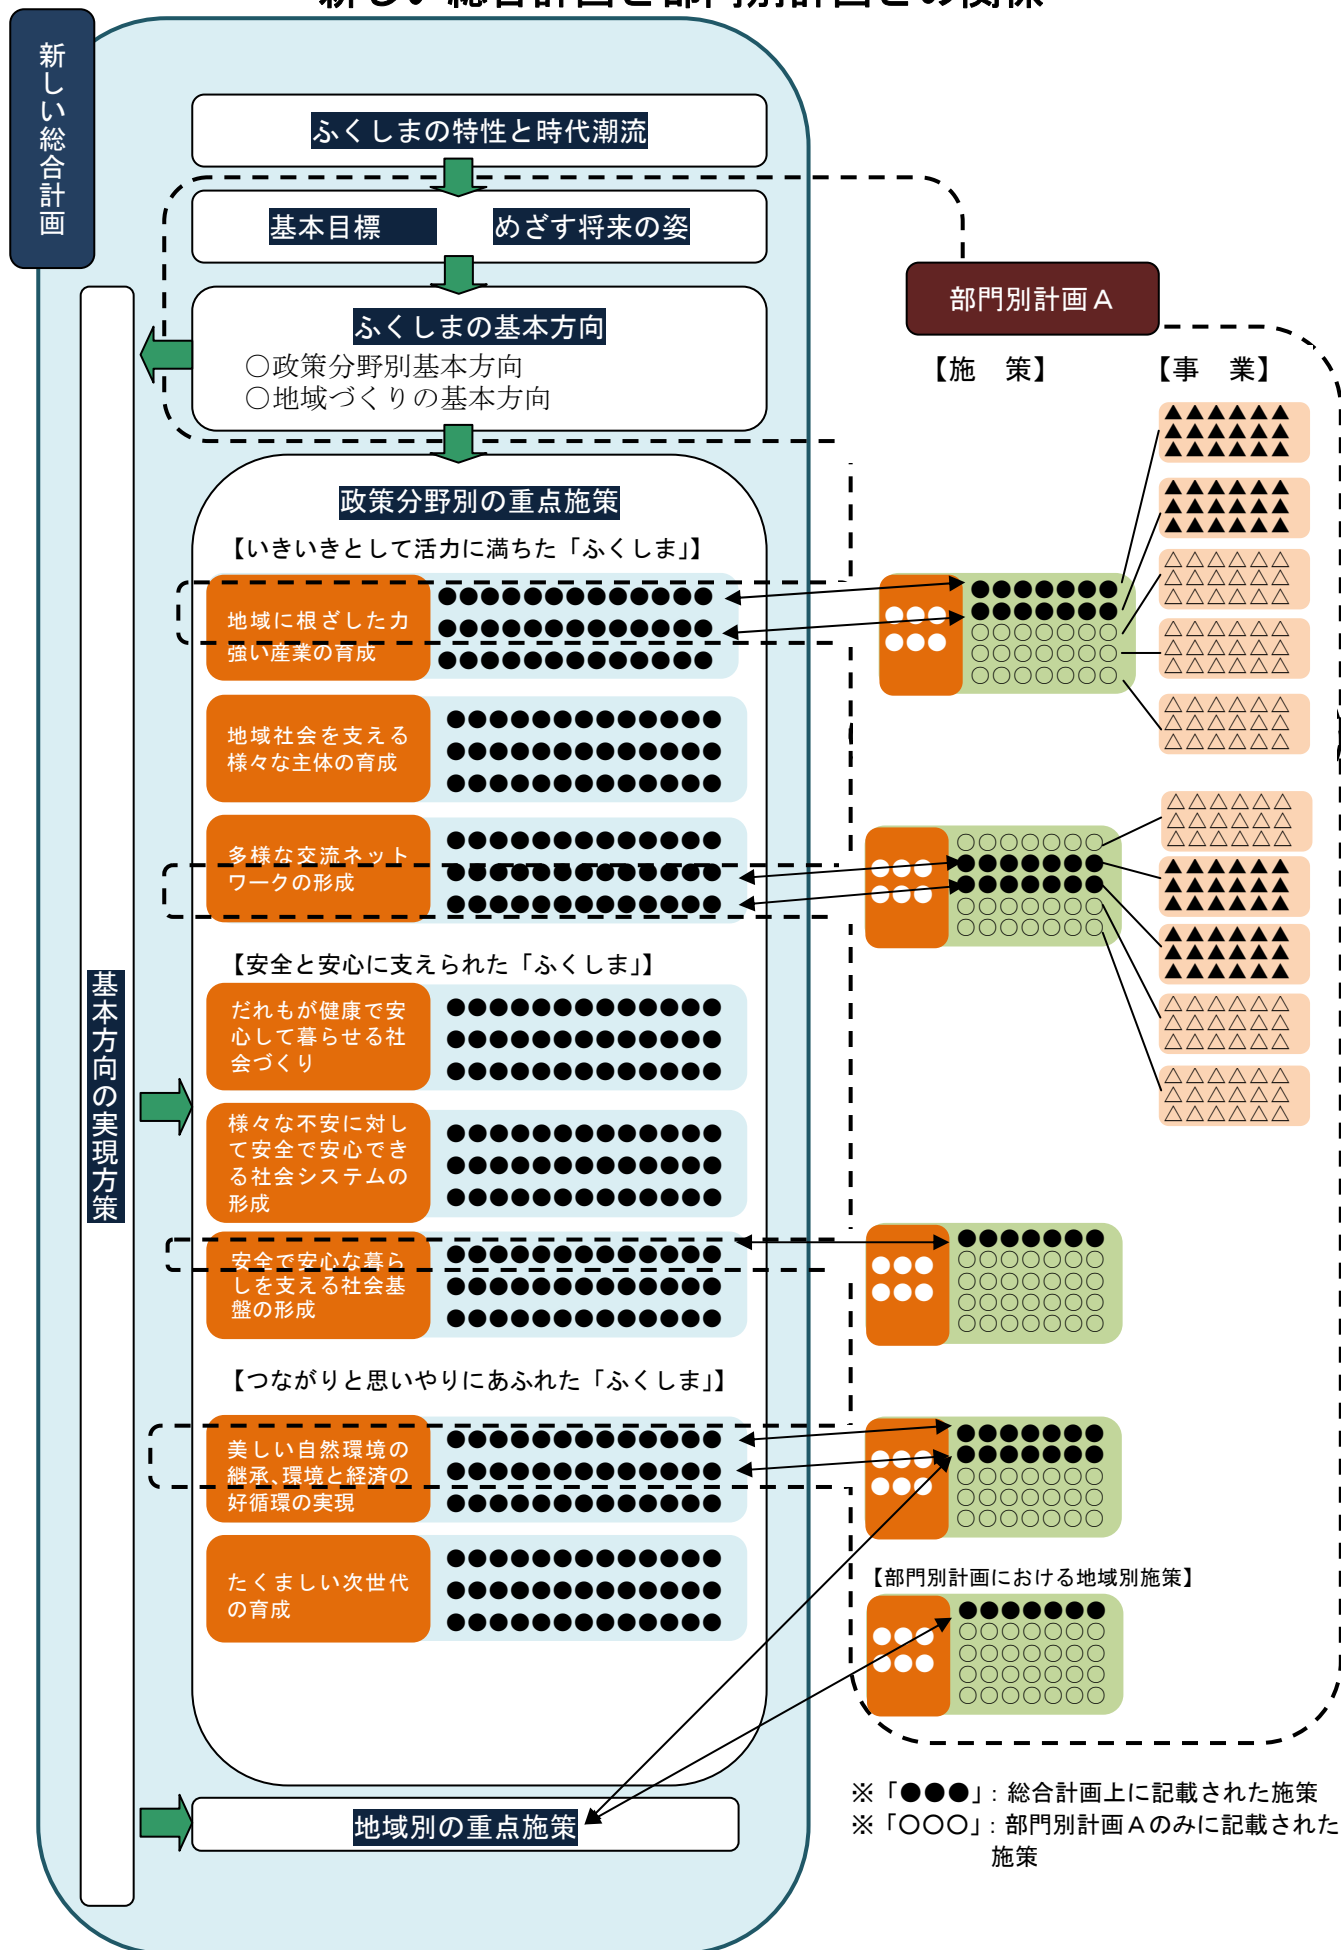 新しい総合計画と部門別計画との関係
新しい総合計画
ふくしまの特性と時代潮流
基本目標 めざす将来の姿
ふくしまの基本方向
○政策分野別基本方向
○地域づくりの基本方向
基本方向の実現方策
政策分野別の重点施策
【いきいきとして活力に満ちた「ふくしま」】
地域に根ざした力
強い産業の育成
●●●●●●●●●●●●●
●●●●●●●●●●●●●
●●●●●●●●●●●●●
地域社会を支える
様々な主体の育成
●●●●●●●●●●●●●
●●●●●●●●●●●●●
●●●●●●●●●●●●●
多様な交流ネット
ワークの形成
●●●●●●●●●●●●●
●●●●●●●●●●●●●
●●●●●●●●●●●●●
【安全と安心に支えられた「ふくしま」】
だれもが健康で安
心して暮らせる社
会づくり
●●●●●●●●●●●●●
●●●●●●●●●●●●●
●●●●●●●●●●●●●
様々な不安に対し
て安全で安心でき
る社会システムの
形成
●●●●●●●●●●●●●
●●●●●●●●●●●●●
●●●●●●●●●●●●●
安全で安心な暮ら
しを支える社会基
盤の形成
●●●●●●●●●●●●●
●●●●●●●●●●●●●
●●●●●●●●●●●●●
【つながりと思いやりにあふれた「ふくしま」】
美しい自然環境の
継承、環境と経済の
好循環の実現
●●●●●●●●●●●●●
●●●●●●●●●●●●●
●●●●●●●●●●●●●
たくましい次世代
の育成
●●●●●●●●●●●●●
●●●●●●●●●●●●●
●●●●●●●●●●●●●
地域別の重点施策
部門別計画Ａ
【施　策】 【事　業】
●●●
●●●
●●●●●●●
●●●●●●●
○○○○○○○
○○○○○○○
○○○○○○○
▲▲▲▲▲▲
▲▲▲▲▲▲
▲▲▲▲▲▲
▲▲▲▲▲▲
▲▲▲▲▲▲
▲▲▲▲▲▲
△△△△△△
△△△△△△
△△△△△△
△△△△△△
△△△△△△
△△△△△△
△△△△△△
△△△△△△
△△△△△△
●●●
●●●
○○○○○○○
●●●●●●●
●●●●●●●
○○○○○○○
○○○○○○○
△△△△△△
△△△△△△
△△△△△△
▲▲▲▲▲▲
▲▲▲▲▲▲
▲▲▲▲▲▲
▲▲▲▲▲▲
▲▲▲▲▲▲
▲▲▲▲▲▲
△△△△△△
△△△△△△
△△△△△△
△△△△△△
△△△△△△
△△△△△△
●●●
●●●
●●●●●●●
○○○○○○○
○○○○○○○
○○○○○○○
○○○○○○○
●●●
●●●
●●●●●●●
●●●●●●●
○○○○○○○
○○○○○○○
○○○○○○○
【部門別計画における地域別施策】
●●●
●●●
●●●●●●●
○○○○○○○
○○○○○○○
○○○○○○○
○○○○○○○
※「●●●」: 総合計画上に記載された施策
※「○○○」: 部門別計画Ａのみに記載された
施策